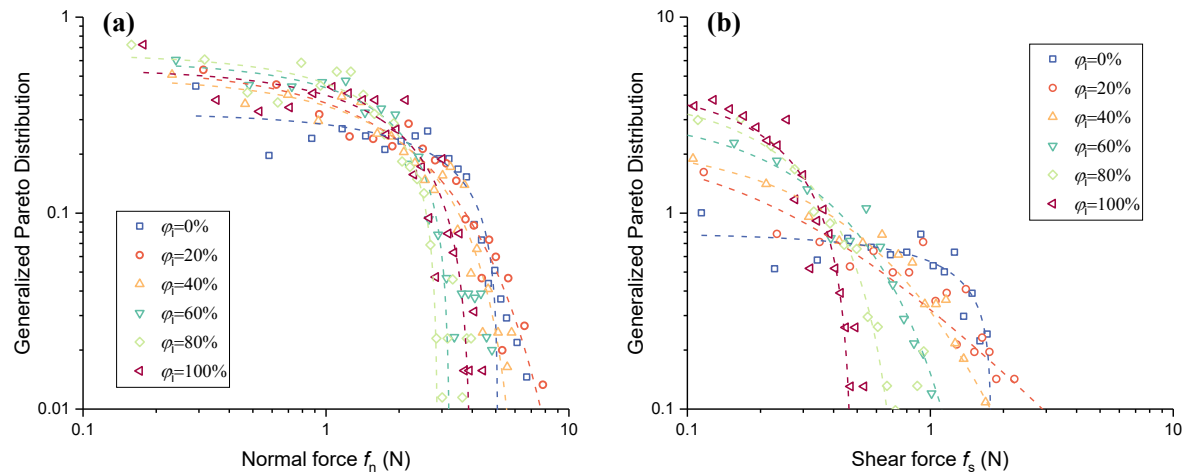 (a)
Generalized Pareto Distribution
1
0.1
0.01
φi=0%
φi=20%
φi=40%
φi=60%
φi=80%
φi=100%
0.1
1
10
Normal force fn (N)
(b)
Generalized Pareto Distribution
10
1
0.1
φi=0%
φi=20%
φi=40%
φi=60%
φi=80%
φi=100%
0.1
1
10
Shear force fs (N)